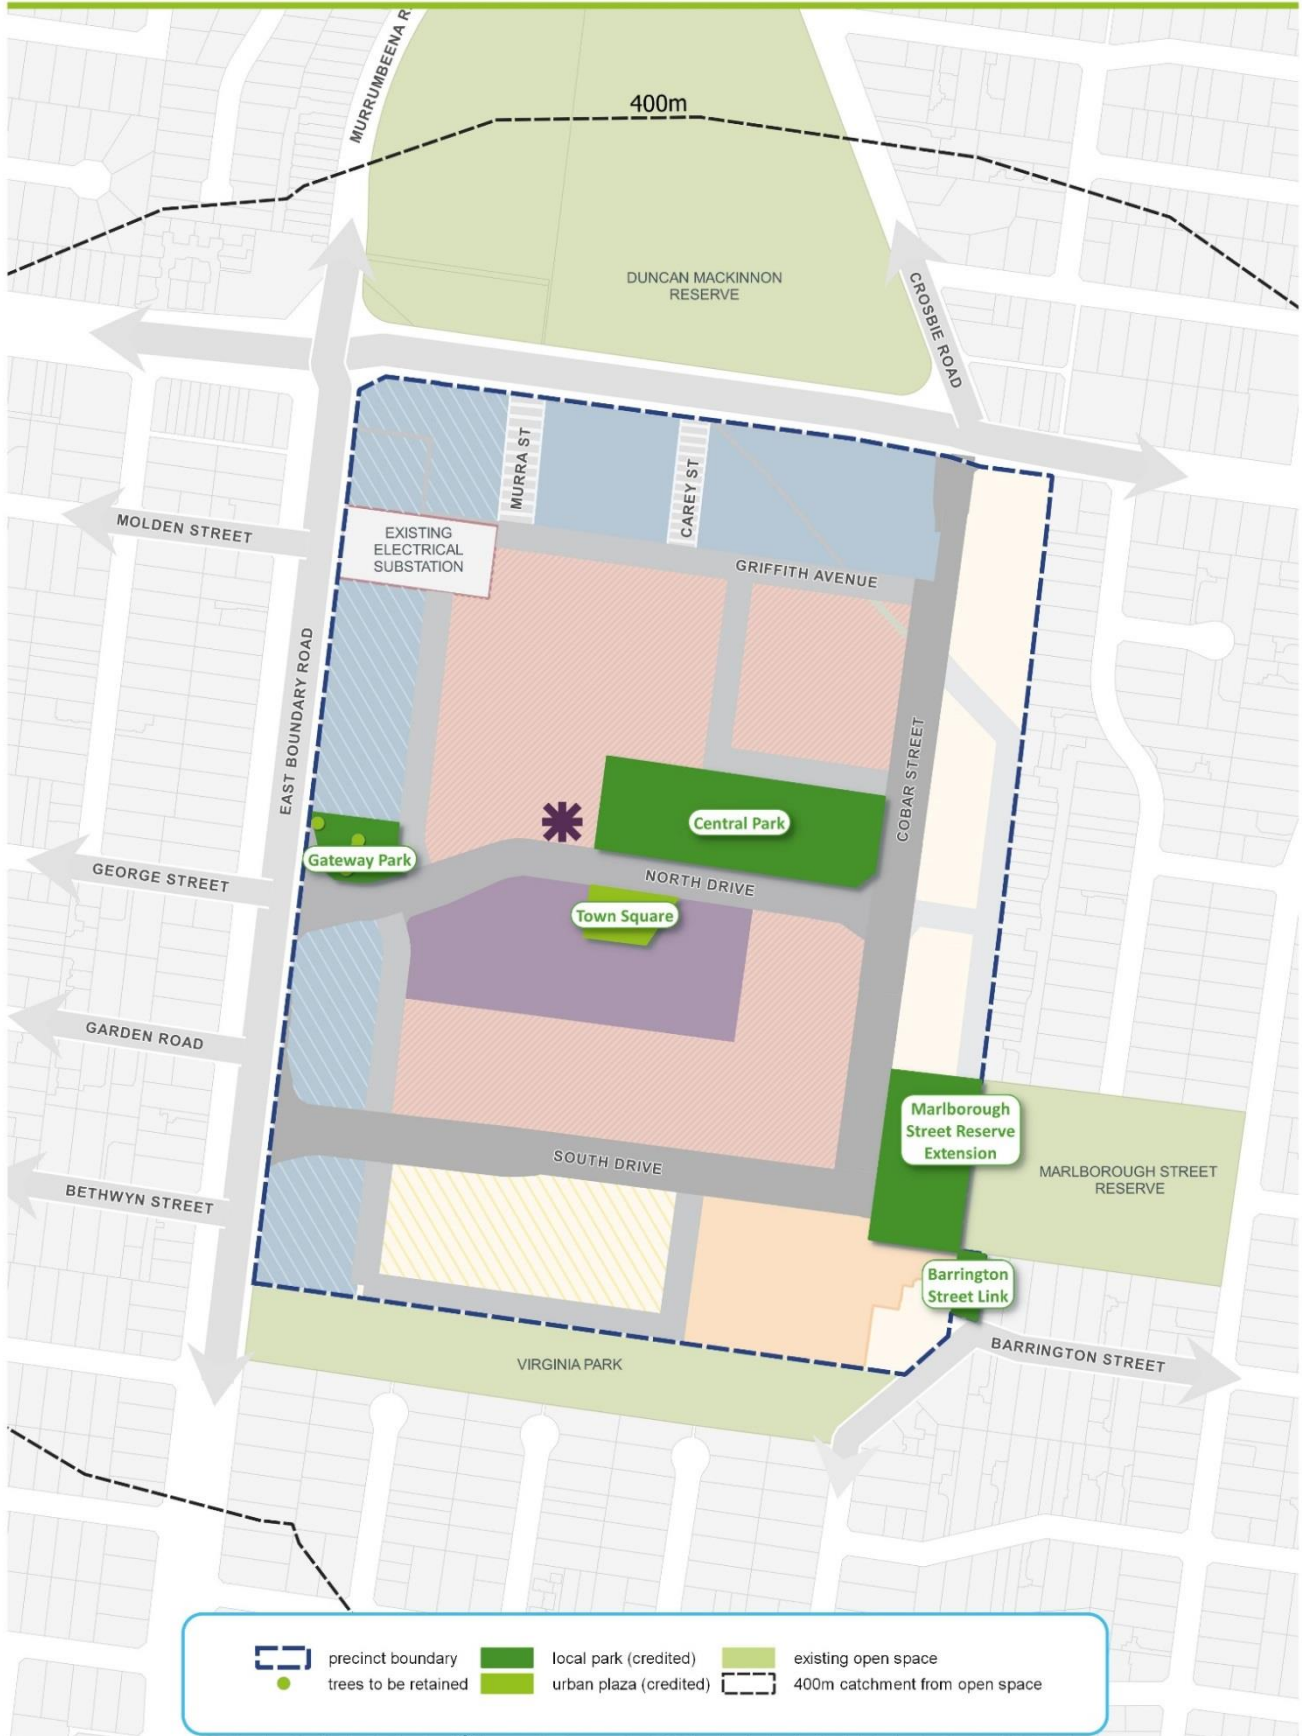 MURRUMBEENA R
400m
DUNCAN MACKINNON
RESERVE
CROSBIE ROAD
MURRA ST
CAREY ST
MOLDEN STREET
EXISTING
ELECTRICAL
SUBSTATION
GRIFFITH AVENUE
EAST BOUNDARY ROAD
COBAR STREET
Central Park
Gateway Park
GEORGE STREET
NORTH DRIVE
Town Square
GARDEN ROAD
Marlborough
Street Reserve
Extension
SOUTH DRIVE
MARLBOROUGH STREET
RESERVE
BETHWYN STREET
Barrington
Street Link
BARRINGTON STREET
VIRGINIA PARK
precinct boundary
local park (credited)
existing open space
trees to be retained
urban plaza (credited)
400m catchment from open space